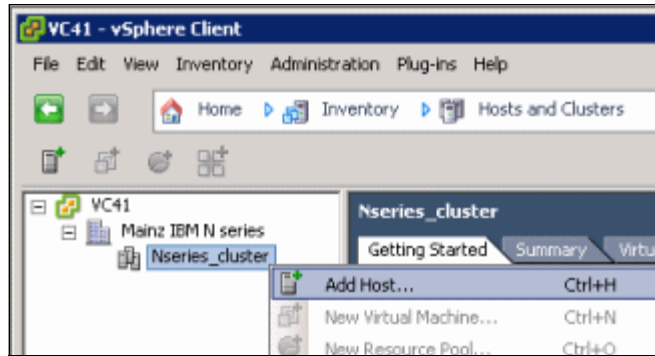 VC41 - vSphere Client
File Edit View Inventory Administration Plug-ins Help
Home Inventory Hosts and Clusters
VC41
Mainz IBM N series
Nseries_cluster
Nseries_cluster
Getting Started Summary
Add Host... Ctrl+H
New Virtual Machine... Ctrl+N
New Resource Pool... Ctrl+O